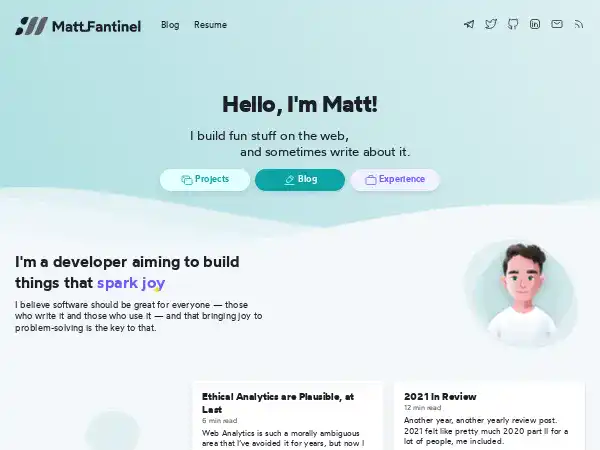 Matt Fantinel
Blog
Resume
Hello, I'm Matt!
I build fun stuff on the web,
and sometimes write about it.
Projects
Blog
Experience
I'm a developer aiming to build
things that spark joy
I believe software should be great for everyone — those
who write it and those who use it — and that bringing joy to
problem-solving is the key to that.
Ethical Analytics are Plausible, at
Last
6 min read
Web Analytics is such a morally ambiguous
area that I've avoided it for years, but now I
2021 In Review
12 min read
Another year, another yearly review post.
2021 felt like pretty much 2020 part II for a
lot of people, me included.